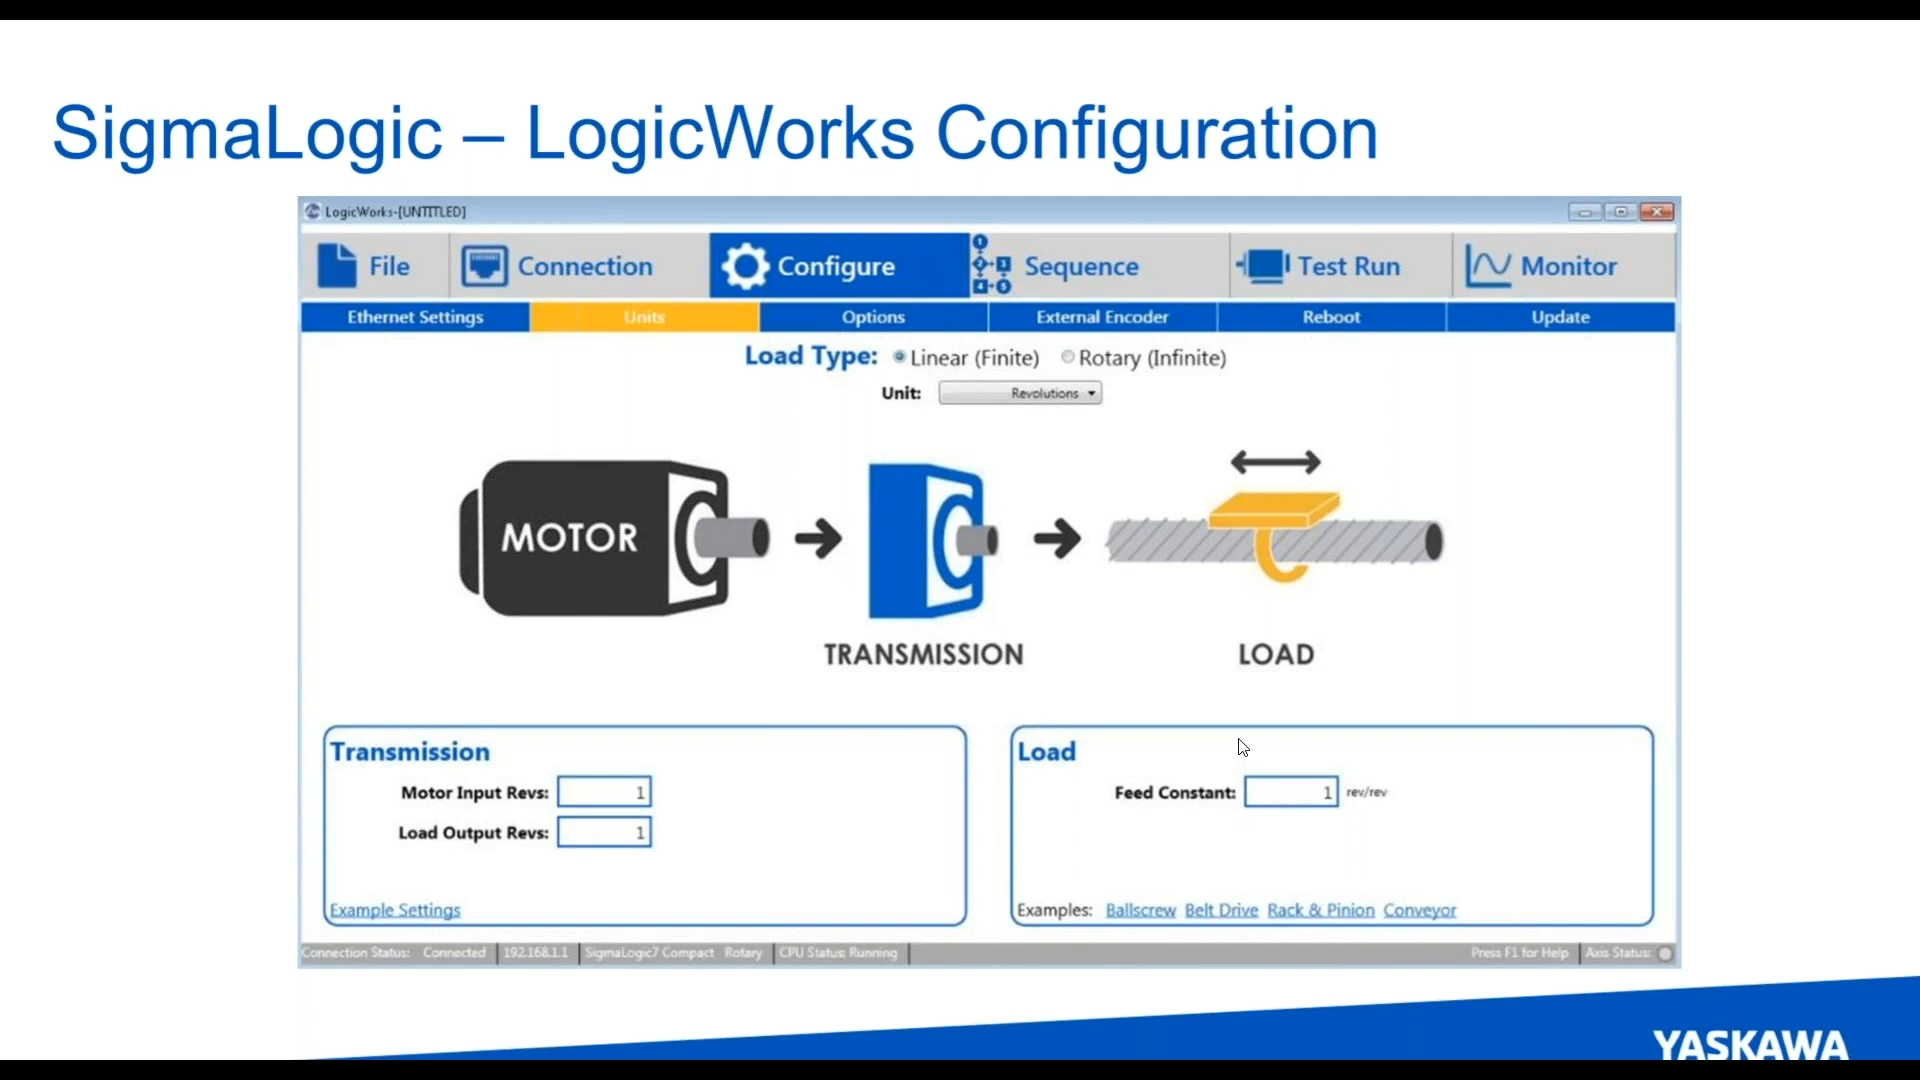 SigmaLogic – LogicWorks Configuration
LogicWorks-[UNTITLED]
File Connection Configure Sequence Test Run Monitor
Ethernet Settings Units Options External Encoder Reboot Update
Load Type: Linear (Finite) Rotary (Infinite)
Unit: Revolutions
MOTOR
TRANSMISSION LOAD
Transmission
Motor Input Revs: 1
Load Output Revs: 1
Example Settings
Load
Feed Constant: 1 rev/rev
Examples: Ballscrew Belt Drive Rack & Pinion Conveyor
Connection Status: Connected 192.168.1.1 SigmaLogic7 Compact Rotary CPU Status: Running Press F1 for Help Axis Status:
YASKAWA